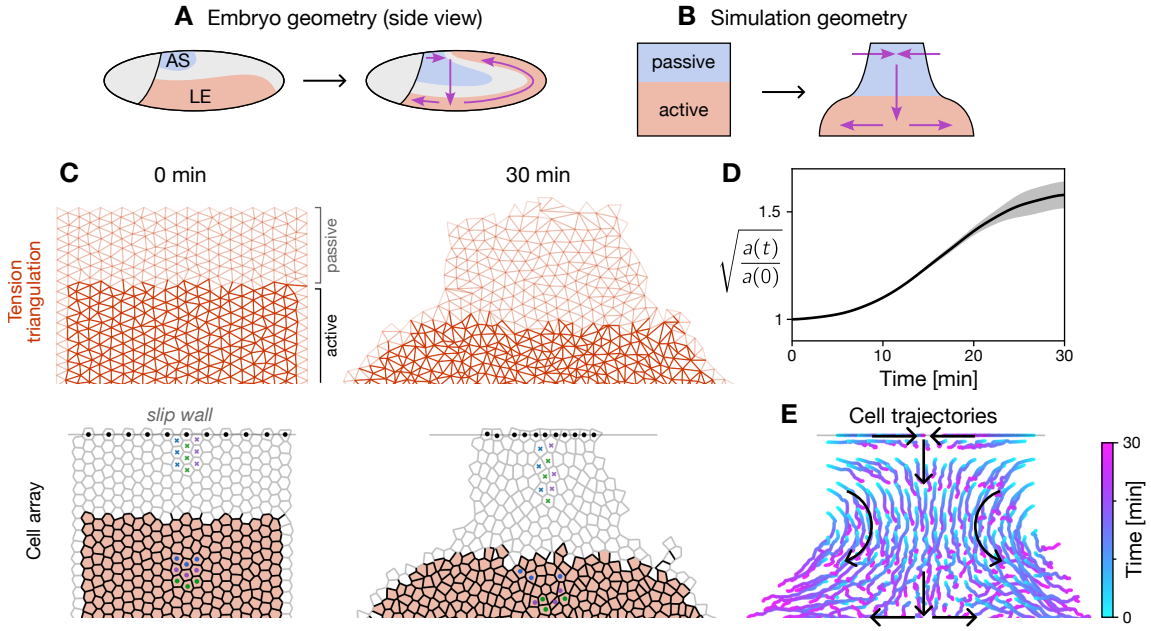 A Embryo geometry (side view)
AS
LE
B Simulation geometry
passive
active
C
0 min
30 min
Tension
triangulation
passive
active
slip wall
Cell array
D
√a(t)/a(0)
1.5
1
0
10
20
30
Time [min]
E
Cell trajectories
30
0
Time [min]